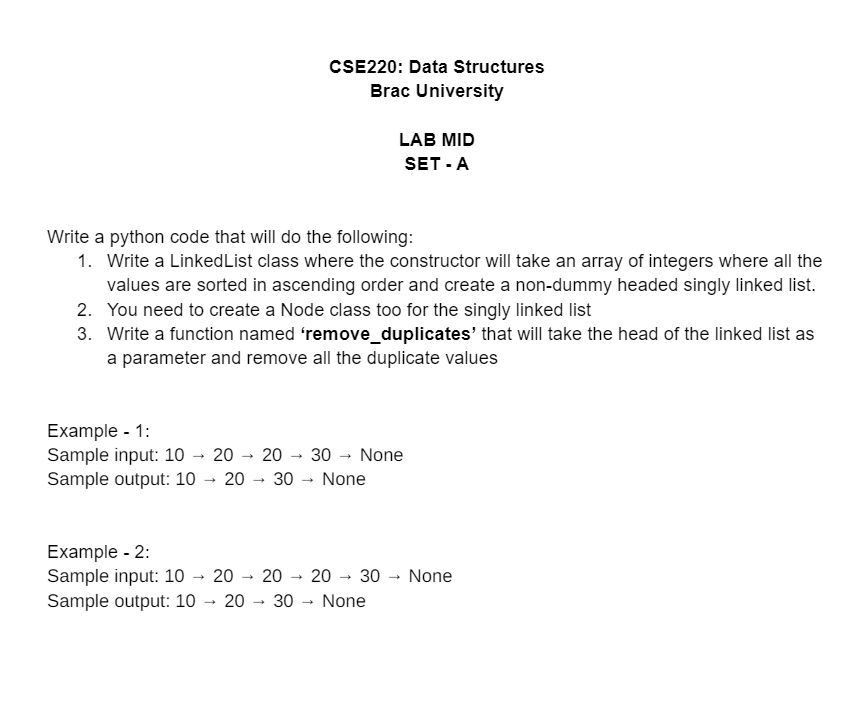 CSE220: Data Structures
Brac University
LAB MID
SET - A
Write a python code that will do the following:
1. Write a LinkedList class where the constructor will take an array of integers where all the
values are sorted in ascending order and create a non-dummy headed singly linked list.
2. You need to create a Node class too for the singly linked list
3. Write a function named ‘remove_duplicates’ that will take the head of the linked list as
a parameter and remove all the duplicate values
Example - 1:
Sample input: 10 → 20 → 20 → 30 → None
Sample output: 10 → 20 → 30 → None
Example - 2:
Sample input: 10 → 20 → 20 → 20 → 30 → None
Sample output: 10 → 20 → 30 → None